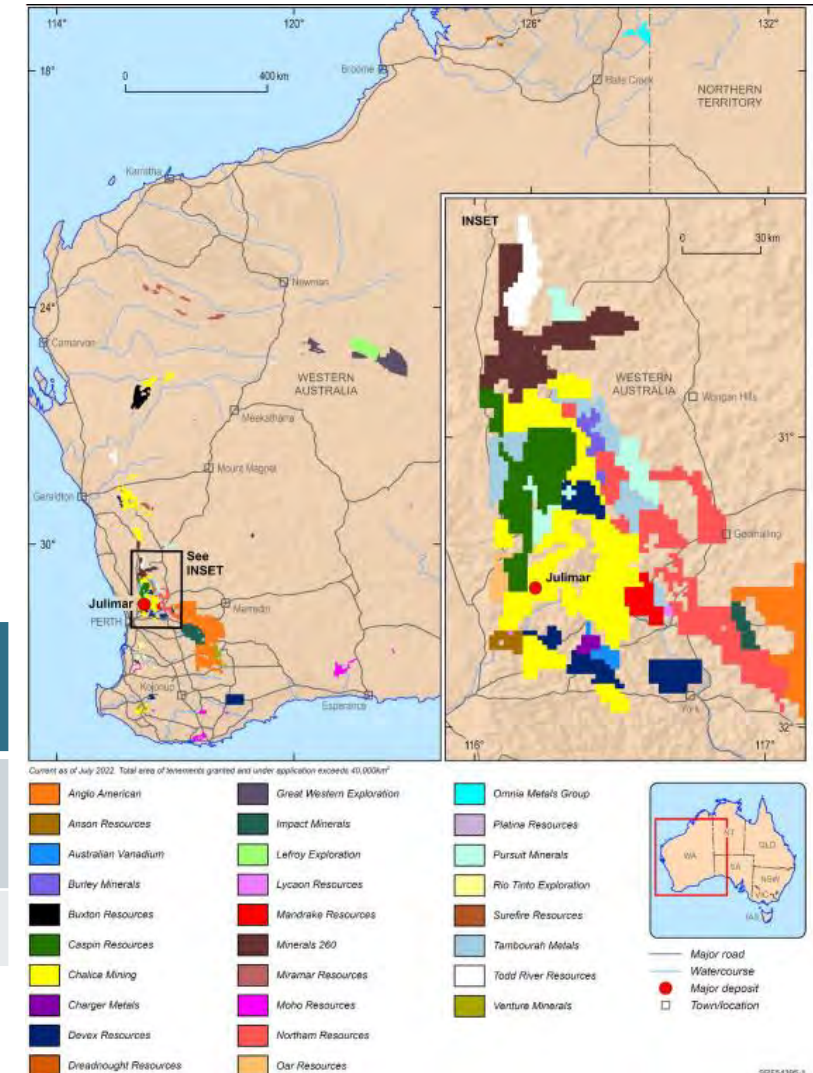 114°
120°
126°
132°
18°
0
400 km
Broome
Halls Creek
NORTHERN
TERRITORY
Karratha
INSET
0
30 km
Newman
24°
Carnarvon
WESTERN
AUSTRALIA
WESTERN
AUSTRALIA
Wongan Hills
Meekatharra
31°
Mount Magnet
Geraldton
Goomalling
30°
See
INSET
Julimar
Julimar
Merredin
PERTH
Kojonup
Esperance
York
32°
116°
117°
Current as of July 2022. Total area of tenements granted and under application exceeds 40,000km²
Anglo American
Anson Resources
Australian Vanadium
Burley Minerals
Buxton Resources
Caspin Resources
Chalice Mining
Charger Metals
Devex Resources
Dreadnought Resources
Great Western Exploration
Impact Minerals
Lefroy Exploration
Lycaon Resources
Mandrake Resources
Minerals 260
Miramar Resources
Moho Resources
Northam Resources
Oar Resources
Omnia Metals Group
Platina Resources
Pursuit Minerals
Rio Tinto Exploration
Surefire Resources
Tambourah Metals
Todd River Resources
Venture Minerals
WA
NT
SA
QLD
NSW
VIC
TAS
Major road
Watercourse
Major deposit
Town/location